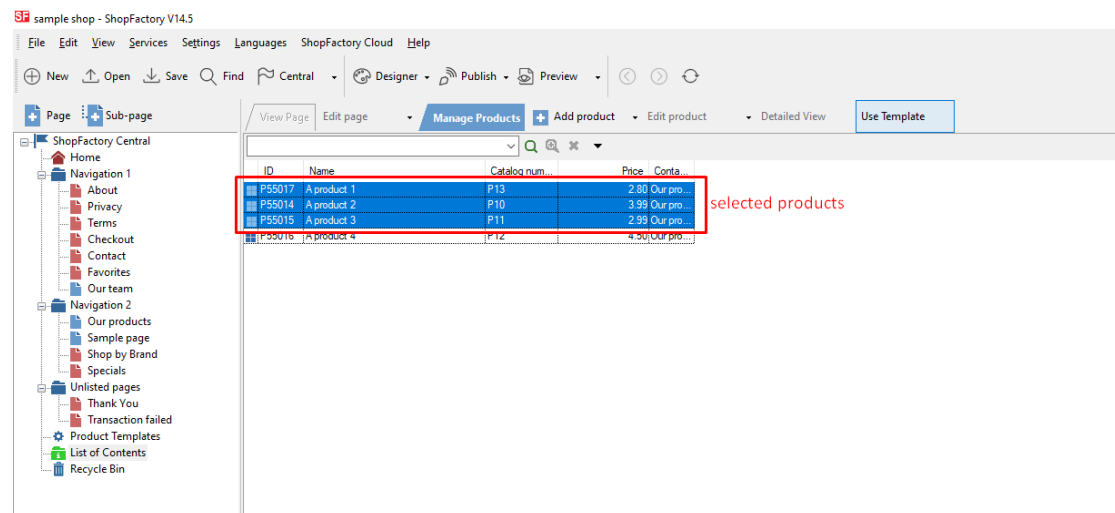 SF sample shop - ShopFactory V14.5
File Edit View Services Settings Languages ShopFactory Cloud Help
New Open Save Find Central Designer Publish Preview
Page Sub-page View Page Edit page Manage Products Add product Edit product Detailed View Use Template
ShopFactory Central
Home
Navigation 1
About
Privacy
Terms
Checkout
Contact
Favorites
Our team
Navigation 2
Our products
Sample page
Shop by Brand
Specials
Unlisted pages
Thank You
Transaction failed
Product Templates
List of Contents
Recycle Bin
ID Name Catalog num... Price Conta...
P55017 A product 1 P13 2.80 Our pro...
P55014 A product 2 P10 3.99 Our pro...
P55015 A product 3 P11 2.99 Our pro...
P55016 A product 4 P12 4.50 Our pro...
selected products